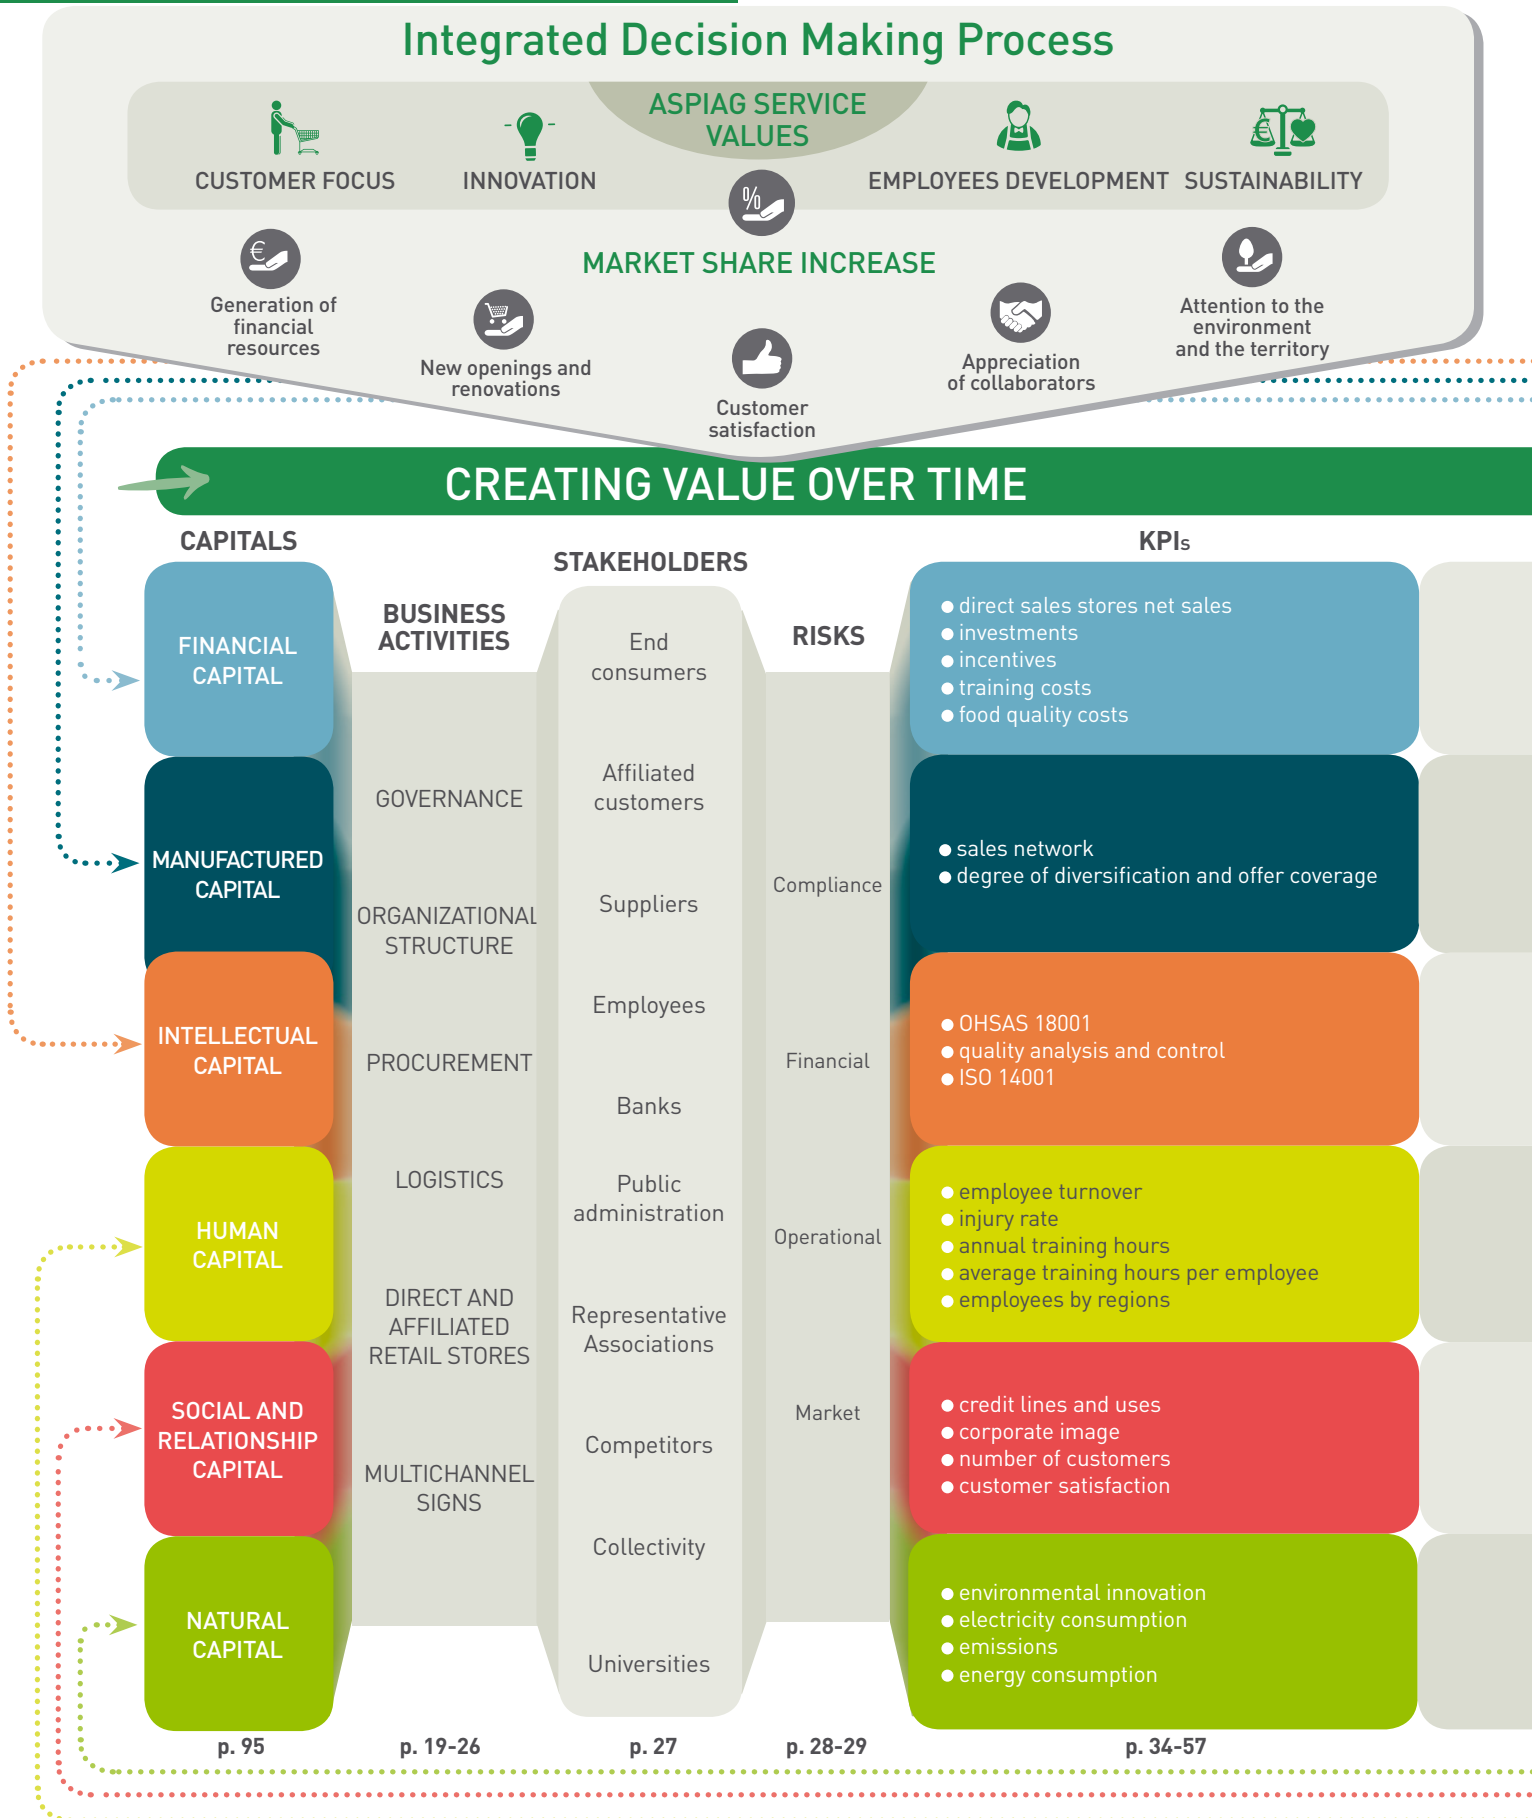 Integrated Decision Making Process
ASPIAG SERVICE
VALUES
CUSTOMER FOCUS
INNOVATION
EMPLOYEES DEVELOPMENT
SUSTAINABILITY
€
%
€
MARKET SHARE INCREASE
Generation of
financial
resources
New openings and
renovations
Customer
satisfaction
Appreciation
of collaborators
Attention to the
environment
and the territory
CREATING VALUE OVER TIME
CAPITALS
FINANCIAL
CAPITAL
MANUFACTURED
CAPITAL
INTELLECTUAL
CAPITAL
HUMAN
CAPITAL
SOCIAL AND
RELATIONSHIP
CAPITAL
NATURAL
CAPITAL
p. 95
BUSINESS
ACTIVITIES
GOVERNANCE
ORGANIZATIONAL
STRUCTURE
PROCUREMENT
LOGISTICS
DIRECT AND
AFFILIATED
RETAIL STORES
MULTICHANNEL
SIGNS
p. 19-26
STAKEHOLDERS
End
consumers
Affiliated
customers
Suppliers
Employees
Banks
Public
administration
Representative
Associations
Competitors
Collectivity
Universities
p. 27
RISKS
Compliance
Financial
Operational
Market
p. 28-29
KPIs
● direct sales stores net sales
● investments
● incentives
● training costs
● food quality costs
● sales network
● degree of diversification and offer coverage
● OHSAS 18001
● quality analysis and control
● ISO 14001
● employee turnover
● injury rate
● annual training hours
● average training hours per employee
● employees by regions
● credit lines and uses
● corporate image
● number of customers
● customer satisfaction
● environmental innovation
● electricity consumption
● emissions
● energy consumption
p. 34-57